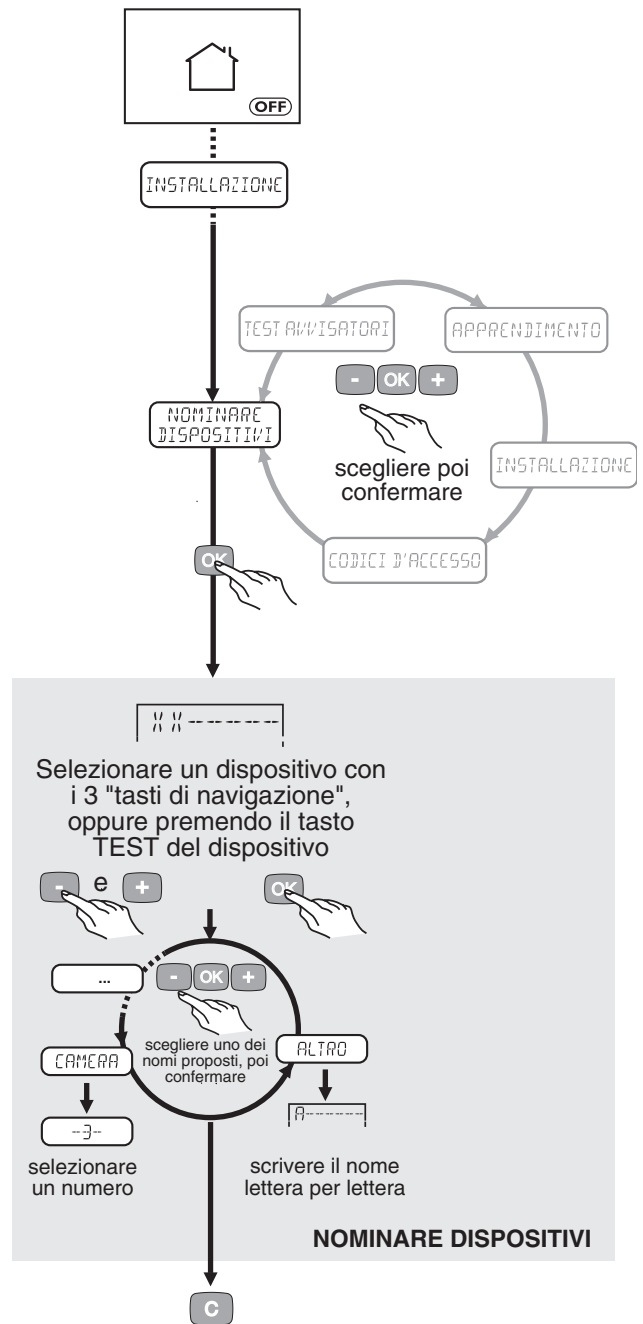 OFF
INSTALLAZIONE
TEST AVVISATORI
APPRENDIMENTO
- OK +
NOMINARE
DISPOSITIVI
scegliere poi
confermare
INSTALLAZIONE
CODICI D'ACCESSO
OK
XX-------
Selezionare un dispositivo con
i 3 "tasti di navigazione",
oppure premendo il tasto
TEST del dispositivo
- e +
OK
...
- OK +
scegliere uno dei
nomi proposti, poi
confermare
CAMERA
ALTRO
--3-
A------
selezionare
un numero
scrivere il nome
lettera per lettera
NOMINARE DISPOSITIVI
C